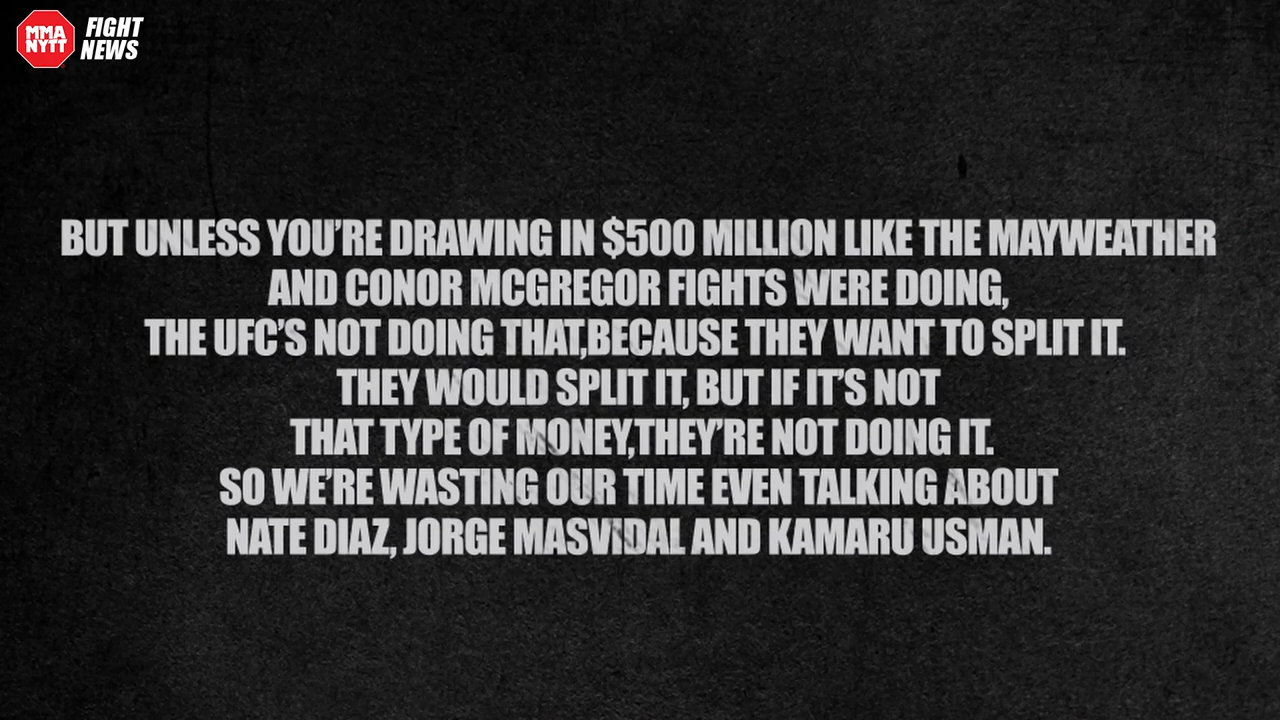 MMA
NYTT
FIGHT
NEWS
BUT UNLESS YOU'RE DRAWING IN $500 MILLION LIKE THE MAYWEATHER
AND CONOR MCGREGOR FIGHTS WERE DOING,
THE UFC'S NOT DOING THAT,BECAUSE THEY WANT TO SPLIT IT.
THEY WOULD SPLIT IT, BUT IF IT'S NOT
THAT TYPE OF MONEY,THEY'RE NOT DOING IT.
SO WE'RE WASTING OUR TIME EVEN TALKING ABOUT
NATE DIAZ, JORGE MASVIDAL AND KAMARU USMAN.